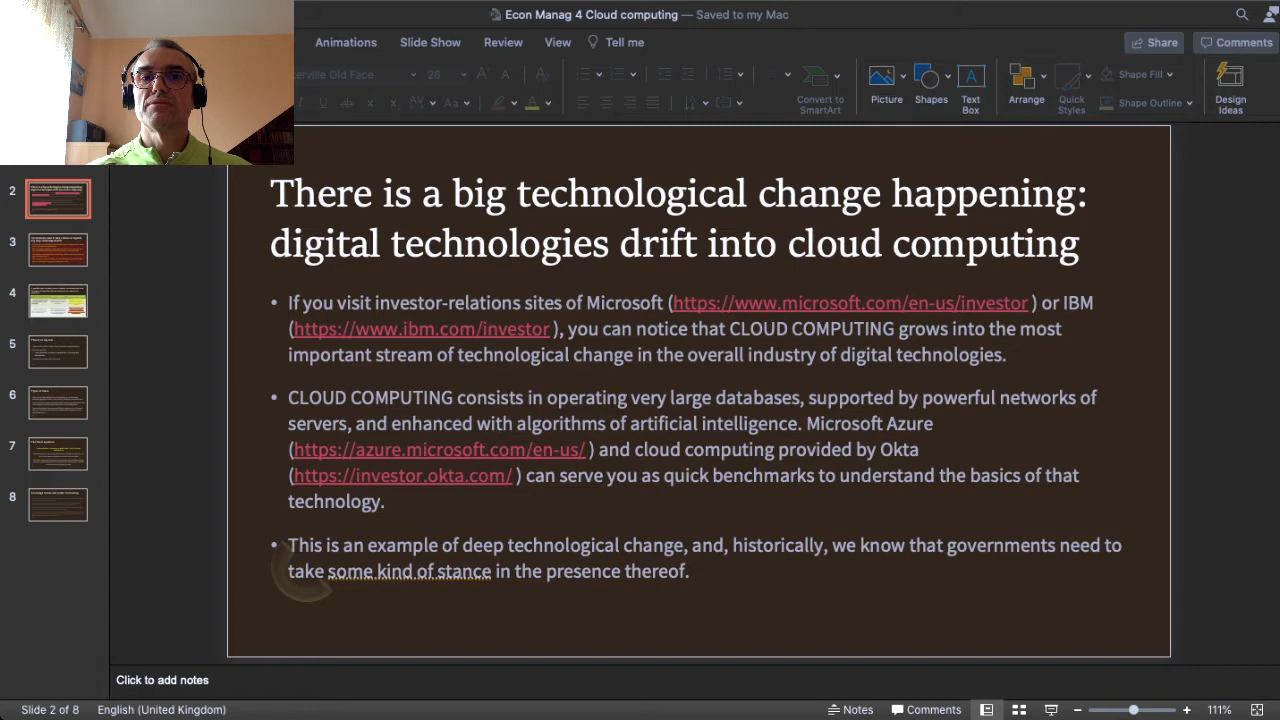 Econ Manag 4 Cloud computing — Saved to my Mac
Animations Slide Show Review View Tell me Share Comments
erville Old Face 26
Convert to SmartArt
Picture Shapes Text Box
Arrange Quick Styles
Shape Fill
Shape Outline
Design Ideas
There is a big technological change happening:
digital technologies drift into cloud computing
• If you visit investor-relations sites of Microsoft (https://www.microsoft.com/en-us/investor ) or IBM
(https://www.ibm.com/investor ), you can notice that CLOUD COMPUTING grows into the most
important stream of technological change in the overall industry of digital technologies.
• CLOUD COMPUTING consists in operating very large databases, supported by powerful networks of
servers, and enhanced with algorithms of artificial intelligence. Microsoft Azure
(https://azure.microsoft.com/en-us/ ) and cloud computing provided by Okta
(https://investor.okta.com/ ) can serve you as quick benchmarks to understand the basics of that
technology.
• This is an example of deep technological change, and, historically, we know that governments need to
take some kind of stance in the presence thereof.
2
3
4
5
6
7
8
Click to add notes
Slide 2 of 8 English (United Kingdom) Notes Comments 111%